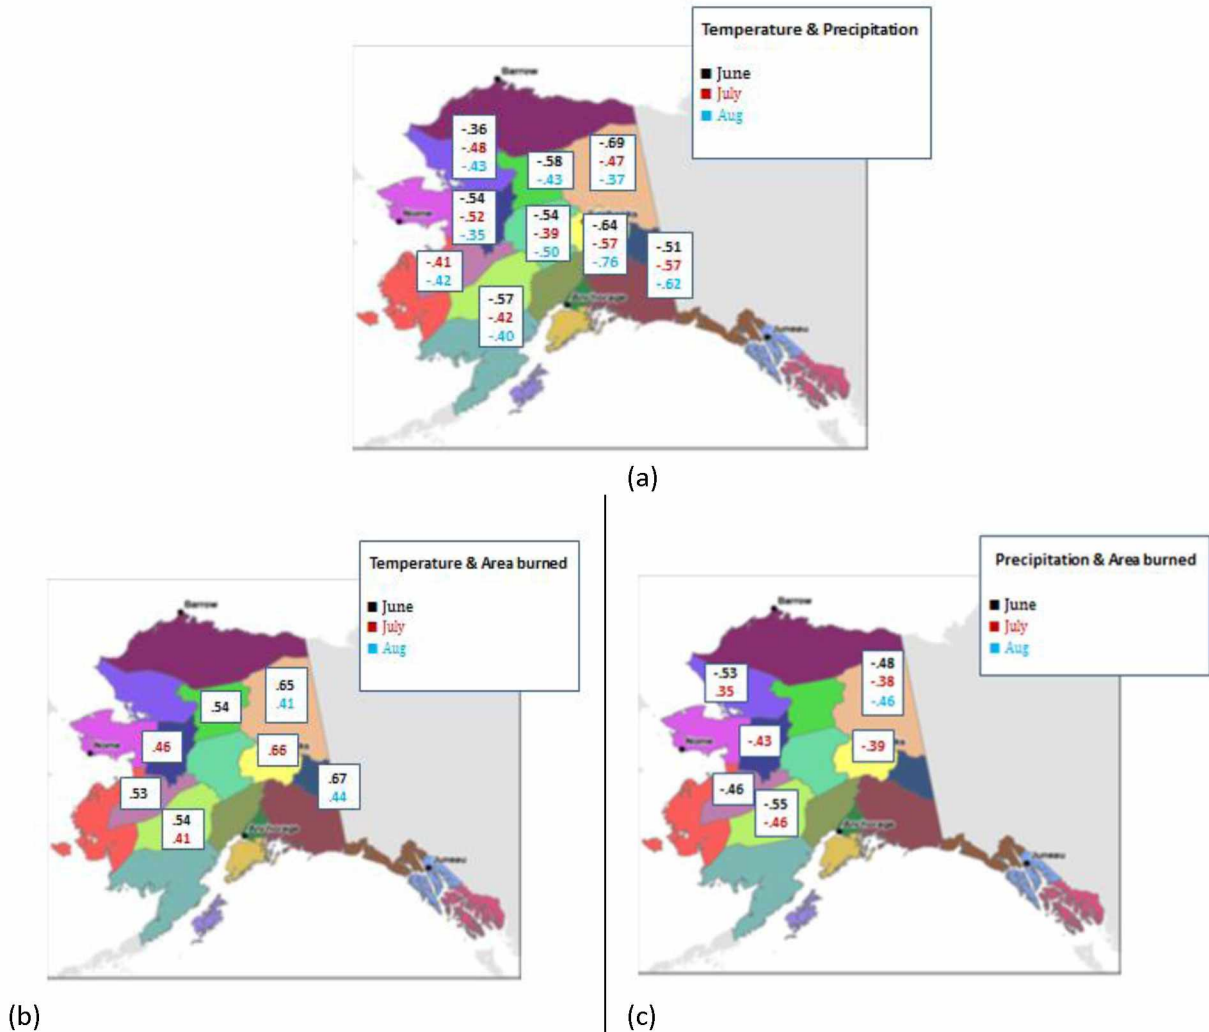 Temperature & Precipitation
June
July
Aug
Barrow
-.36
-.48
-.43
-.58
-.43
-.69
-.47
-.37
Nome
-.54
-.52
-.35
-.54
-.39
-.50
-.64
-.57
-.76
-.51
-.57
-.62
-.41
-.42
-.57
-.42
-.40
Anchorage
Juneau
(a)
Temperature & Area burned
June
July
Aug
Barrow
.65
.41
.54
Nome
.46
.66
.67
.44
.53
.54
.41
Anchorage
Juneau
(b)
Precipitation & Area burned
June
July
Aug
Barrow
-.53
.35
-.48
-.38
-.46
Nome
-.43
-.39
-.46
-.55
-.46
Anchorage
Juneau
(c)